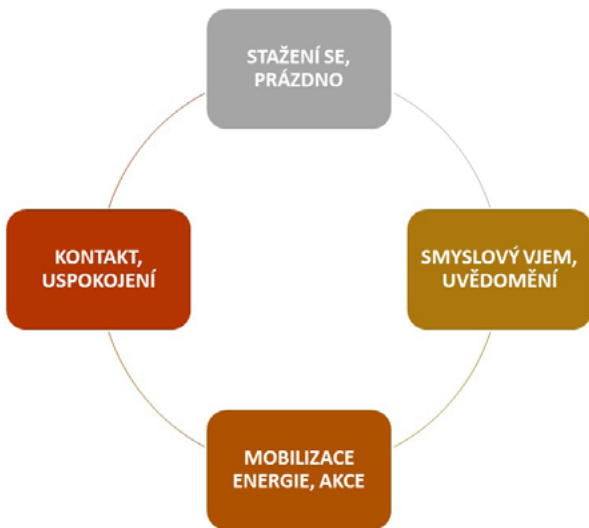 STAŽENÍ SE,
PRÁZDNO
KONTAKT,
USPOKOJENÍ
SMYSLOVÝ VJEM,
UVĚDOMĚNÍ
MOBILIZACE
ENERGIE, AKCE